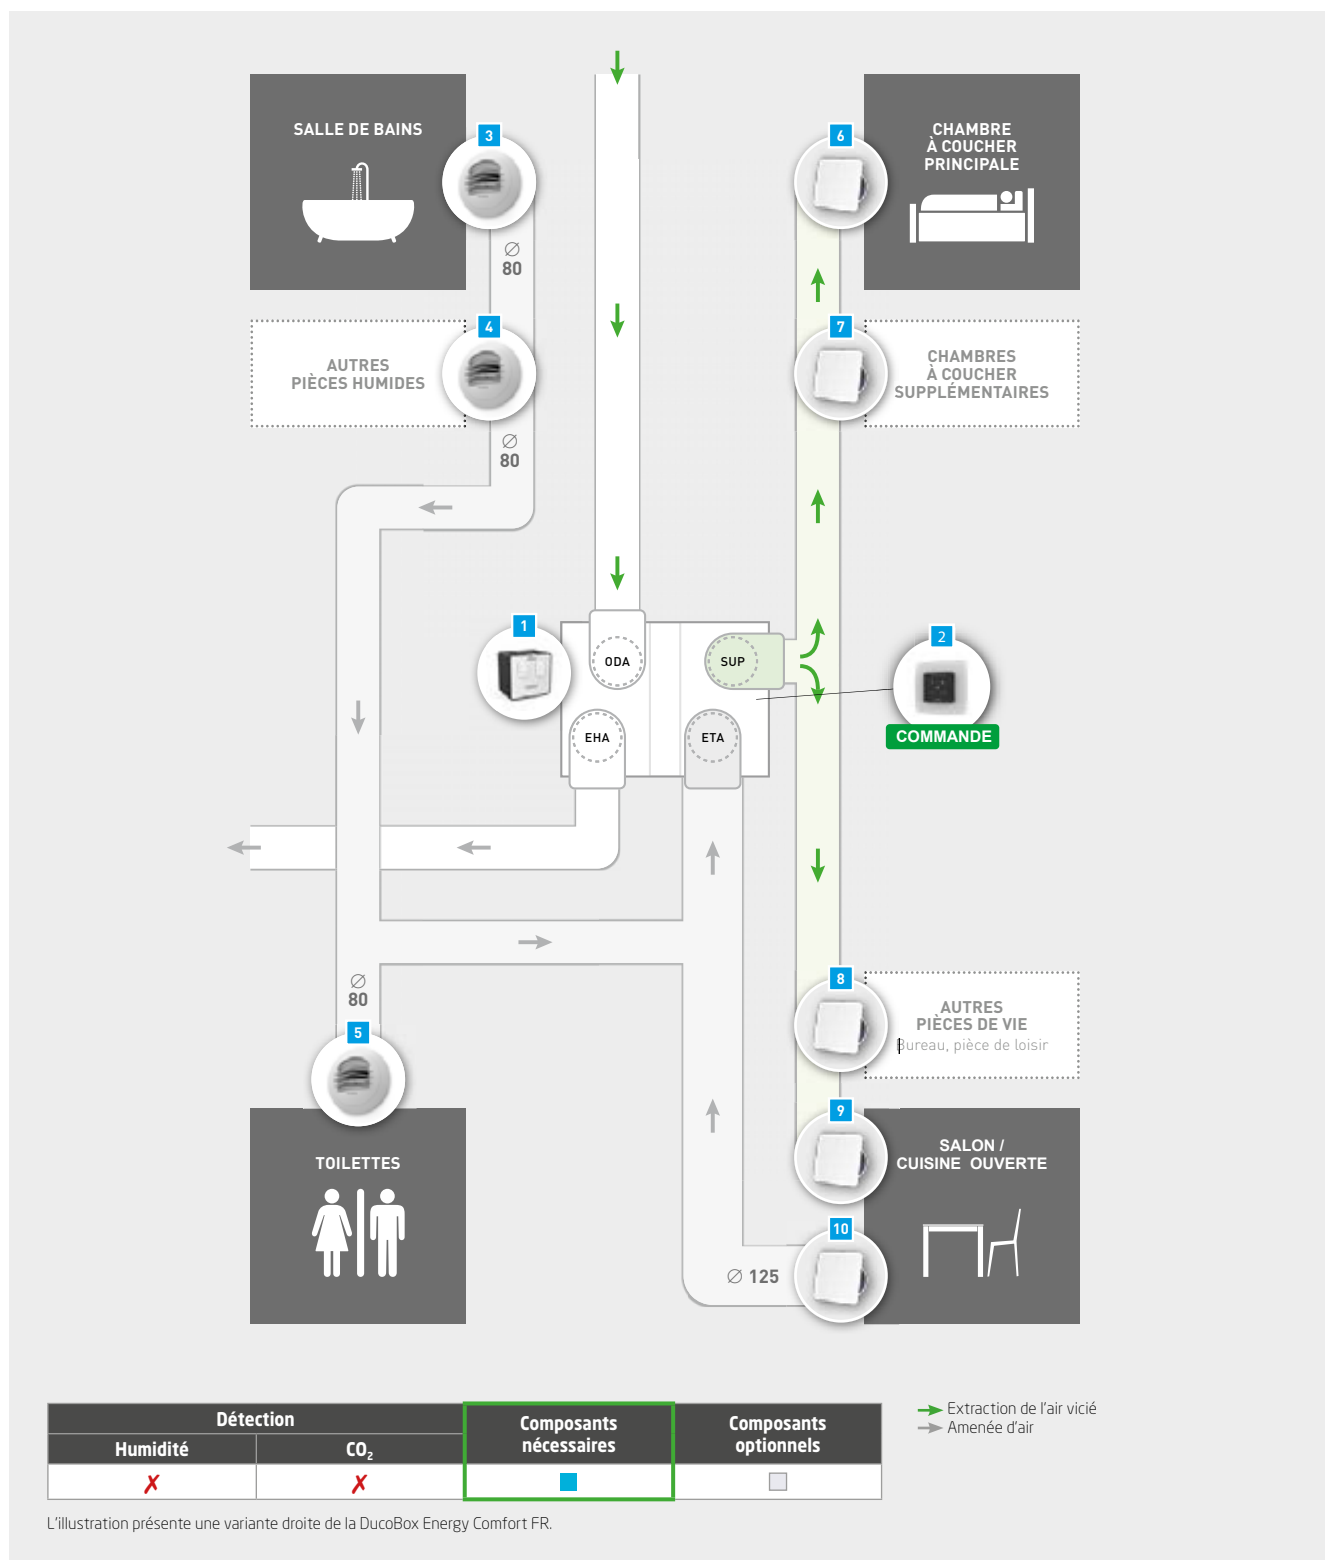 3
SALLE DE BAINS
6
CHAMBRE
À COUCHER
PRINCIPALE
Ø
80
4
AUTRES
PIÈCES HUMIDES
7
CHAMBRES
À COUCHER
SUPPLÉMENTAIRES
Ø
80
1
ODA
SUP
2
COMMANDE
EHA
ETA
Ø
80
5
TOILETTES
8
AUTRES
PIÈCES DE VIE
Bureau, pièce de loisir
9
SALON /
CUISINE OUVERTE
10
Ø 125
Détection
Humidité
CO₂
Composants
nécessaires
Composants
optionnels
✗
✗
Extraction de l'air vicié
Amenée d'air
L'illustration présente une variante droite de la DucoBox Energy Comfort FR.